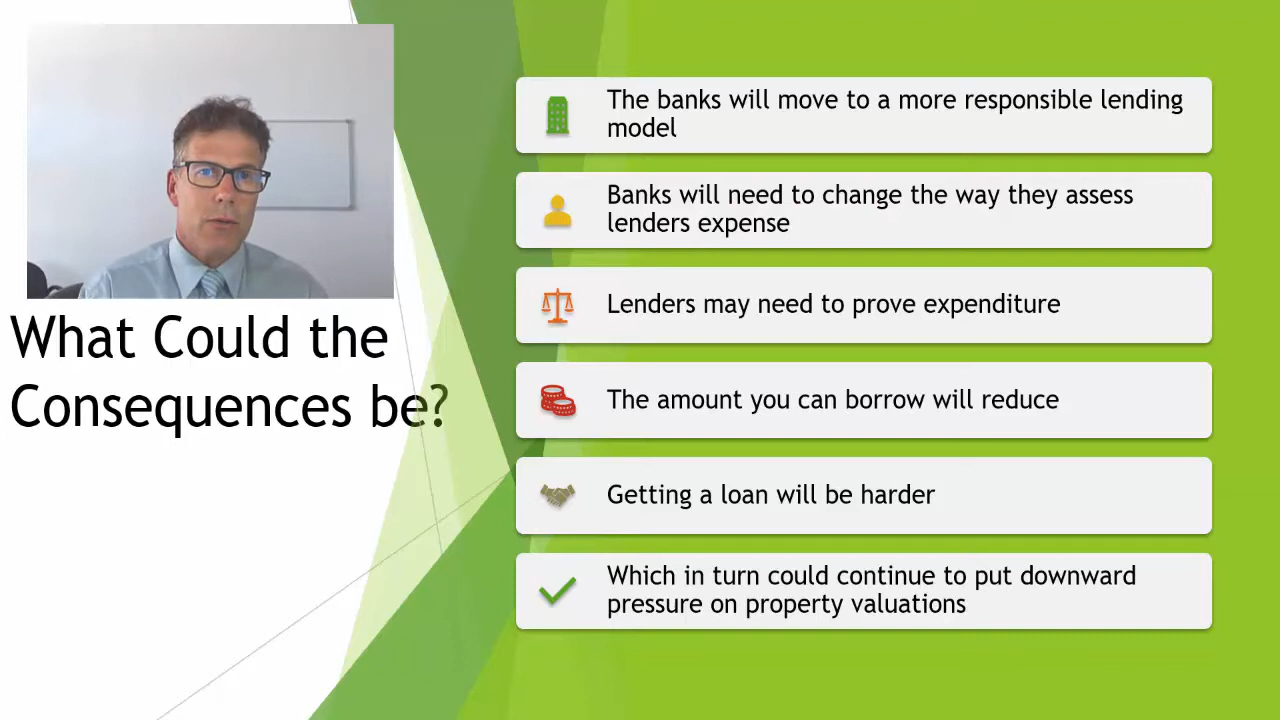 What Could the
Consequences be?
The banks will move to a more responsible lending
model
Banks will need to change the way they assess
lenders expense
Lenders may need to prove expenditure
The amount you can borrow will reduce
Getting a loan will be harder
Which in turn could continue to put downward
pressure on property valuations